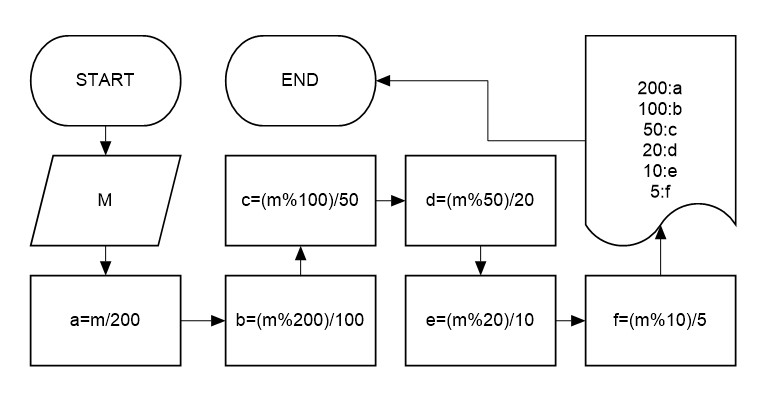 START
M
a=m/200
b=(m%200)/100
c=(m%100)/50
d=(m%50)/20
e=(m%20)/10
f=(m%10)/5
200:a
100:b
50:c
20:d
10:e
5:f
END